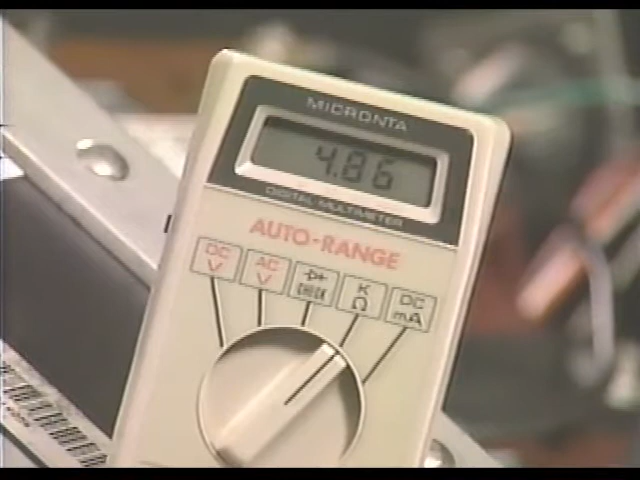 MICRONTA
4.86
DIGITAL MULTIMETER
AUTO-RANGE
DC V
AC V
CHECK
K Ω
DC mA